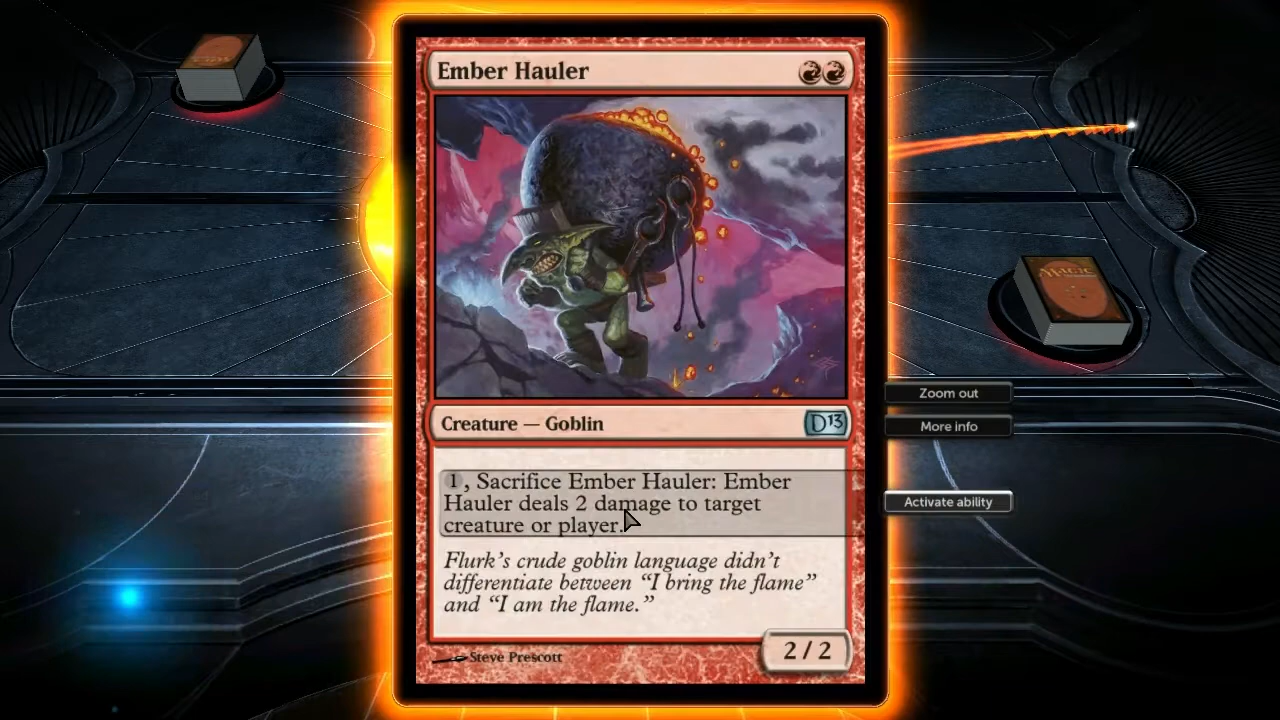 Ember Hauler
MAGIC
Zoom out
More info
Creature — Goblin
D13
1, Sacrifice Ember Hauler: Ember
Hauler deals 2 damage to target
creature or player.
Activate ability
Flurk's crude goblin language didn't
differentiate between “I bring the flame”
and “I am the flame.”
2 / 2
Steve Prescott